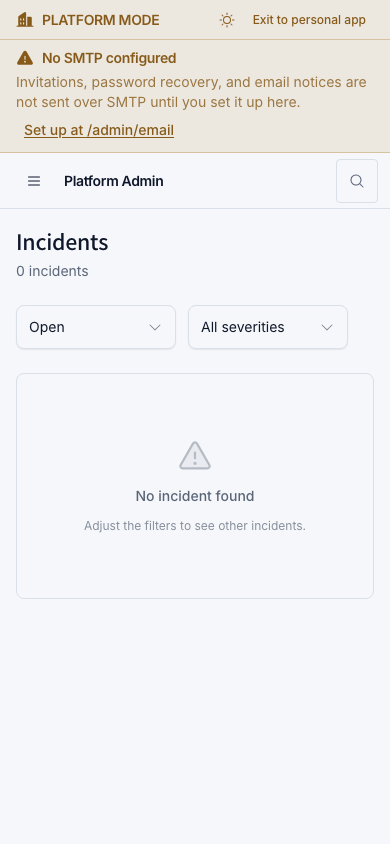 PLATFORM MODE
Exit to personal app
No SMTP configured
Invitations, password recovery, and email notices are
not sent over SMTP until you set it up here.
Set up at /admin/email
Platform Admin
Incidents
0 incidents
Open
All severities
No incident found
Adjust the filters to see other incidents.